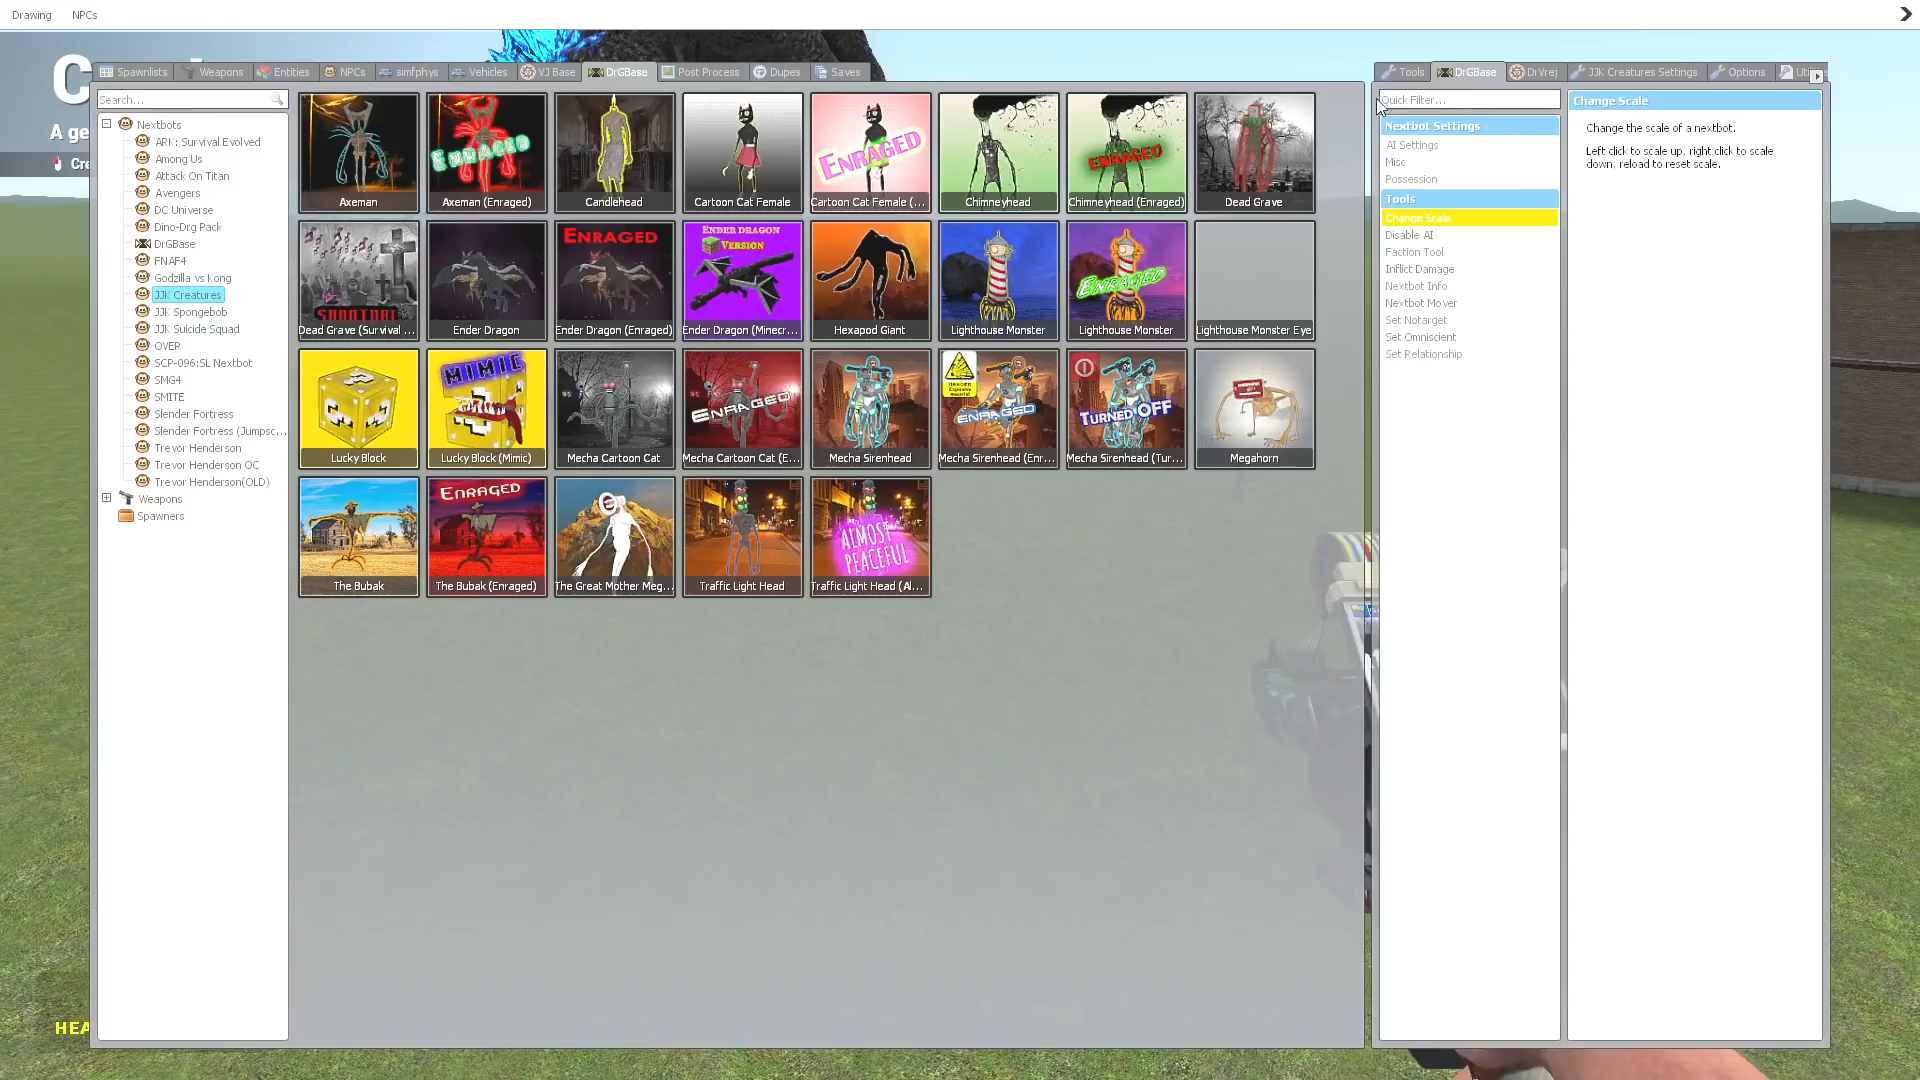 Drawing NPCs
C
A ge
Cre
Spawnlists Weapons Entities NPCs simfphys Vehicles VJ Base DrGBase Post Process Dupes Saves
Search...
Nextbots
ARK: Survival Evolved
Among Us
Attack On Titan
Avengers
DC Universe
Dino-Drg Pack
DrGBase
FNAF4
Godzilla vs Kong
JJK Creatures
JJK Spongebob
JJK Suicide Squad
OVER
SCP-096:SL Nextbot
SMG4
SMITE
Slender Fortress
Slender Fortress (Jumpsc...
Trevor Henderson
Trevor Henderson OC
Trevor Henderson(OLD)
Weapons
Spawners
Axeman
ENRAGED
Axeman (Enraged)
Candlehead
Cartoon Cat Female
ENRAGED
Cartoon Cat Female (...
Chimneyhead
ENRAGED
Chimneyhead (Enraged)
Dead Grave
SURVIVAL
Dead Grave (Survival ...
Ender Dragon
ENRAGED
Ender Dragon (Enraged)
ENDER DRAGON
VERSION
Ender Dragon (Minecr...
Hexapod Giant
Lighthouse Monster
ENRAGED
Lighthouse Monster
Lighthouse Monster Eye
Lucky Block
MIMIC
Lucky Block (Mimic)
Mecha Cartoon Cat
ENRAGED
Mecha Cartoon Cat (E...
Mecha Sirenhead
DANGER
ENRAGED
Mecha Sirenhead (Enr...
TURNED OFF
Mecha Sirenhead (Tur...
Megahorn
The Bubak
ENRAGED
The Bubak (Enraged)
The Great Mother Meg...
Traffic Light Head
ALMOST
PEACEFUL
Traffic Light Head (Al...
HEA
Tools DrGBase DrVrej JJK Creatures Settings Options Utili
Quick Filter...
Nextbot Settings
AI Settings
Misc
Possession
Tools
Change Scale
Disable AI
Faction Tool
Inflict Damage
Nextbot Info
Nextbot Mover
Set Notarget
Set Omniscient
Set Relationship
Change Scale
Change the scale of a nextbot.
Left click to scale up, right click to scale
down, reload to reset scale.